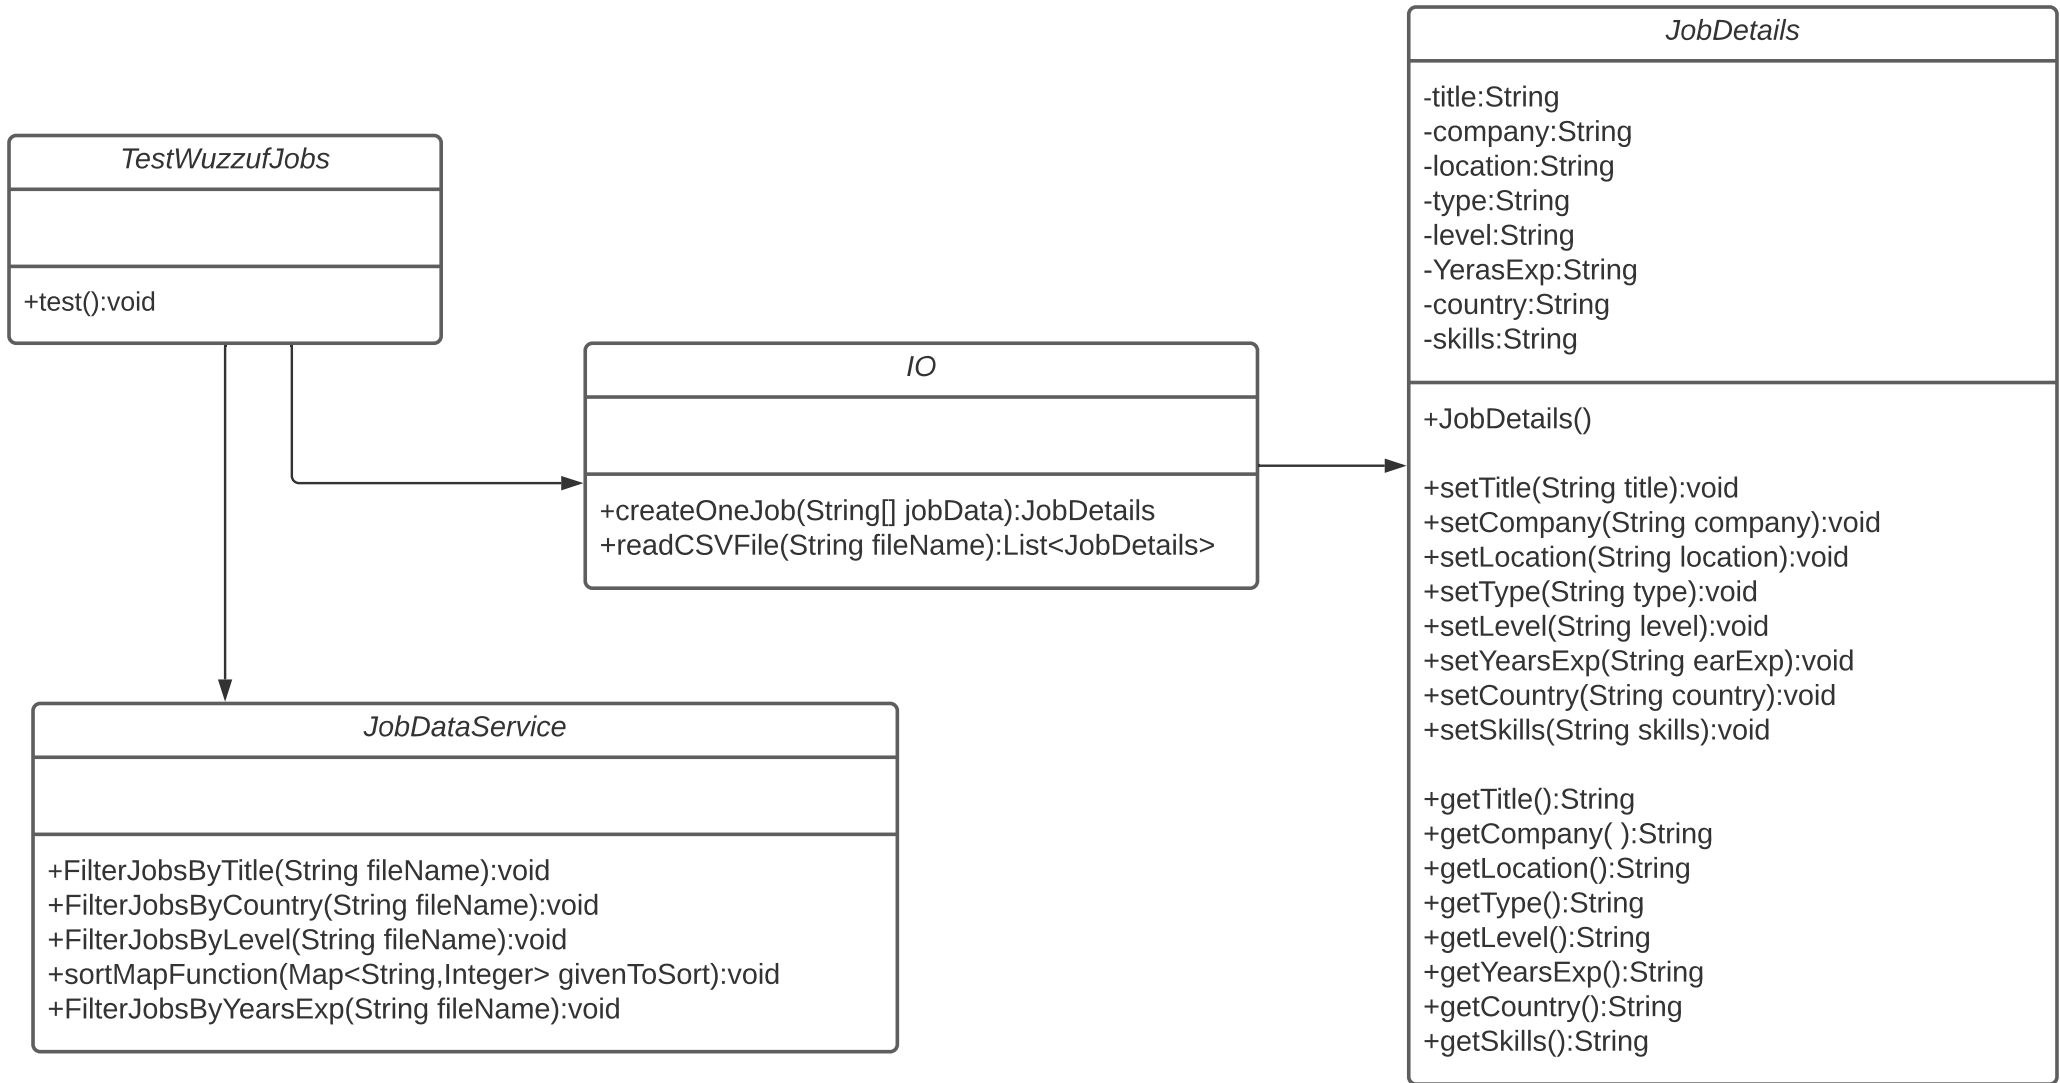 TestWuzzufJobs
+test():void
IO
+createOneJob(String[] jobData):JobDetails
+readCSVFile(String fileName):List<JobDetails>
JobDataService
+FilterJobsByTitle(String fileName):void
+FilterJobsByCountry(String fileName):void
+FilterJobsByLevel(String fileName):void
+sortMapFunction(Map<String,Integer> givenToSort):void
+FilterJobsByYearsExp(String fileName):void
JobDetails
-title:String
-company:String
-location:String
-type:String
-level:String
-YerasExp:String
-country:String
-skills:String
+JobDetails()
+setTitle(String title):void
+setCompany(String company):void
+setLocation(String location):void
+setType(String type):void
+setLevel(String level):void
+setYearsExp(String earExp):void
+setCountry(String country):void
+setSkills(String skills):void
+getTitle():String
+getCompany( ):String
+getLocation():String
+getType():String
+getLevel():String
+getYearsExp():String
+getCountry():String
+getSkills():String